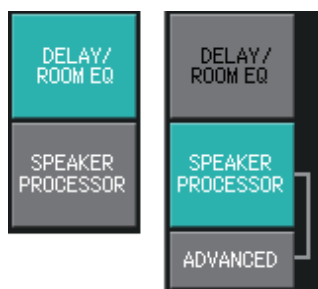 DELAY/
ROOM EQ
SPEAKER
PROCESSOR
DELAY/
ROOM EQ
SPEAKER
PROCESSOR
ADVANCED